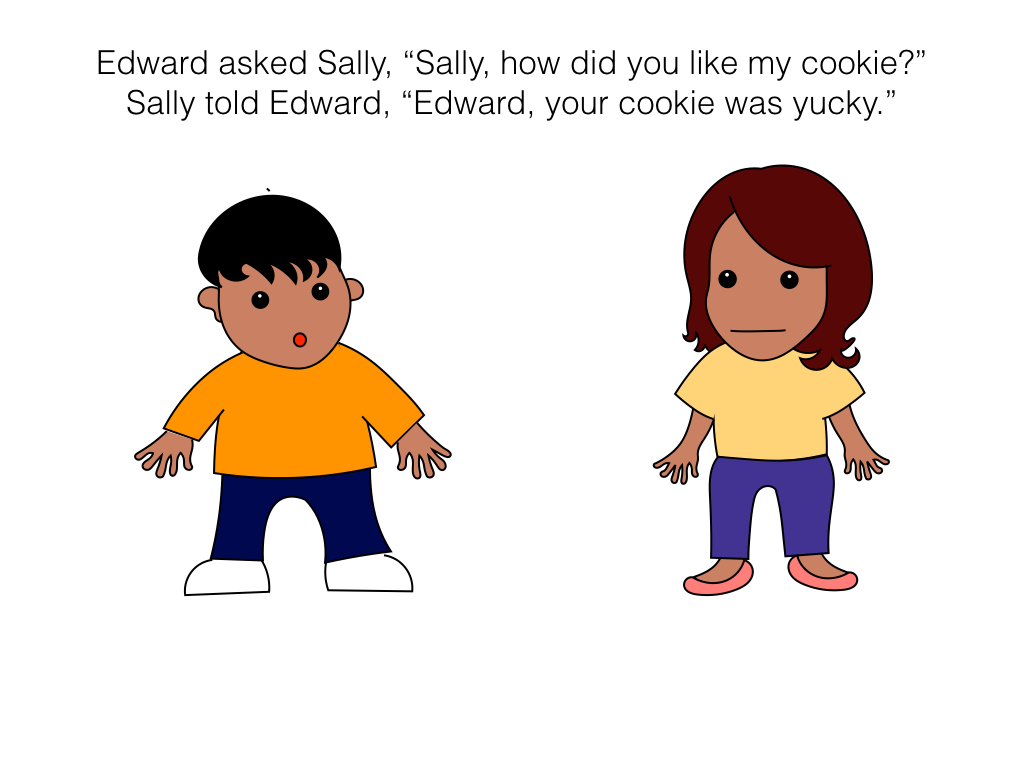 Edward asked Sally, “Sally, how did you like my cookie?”
Sally told Edward, “Edward, your cookie was yucky.”